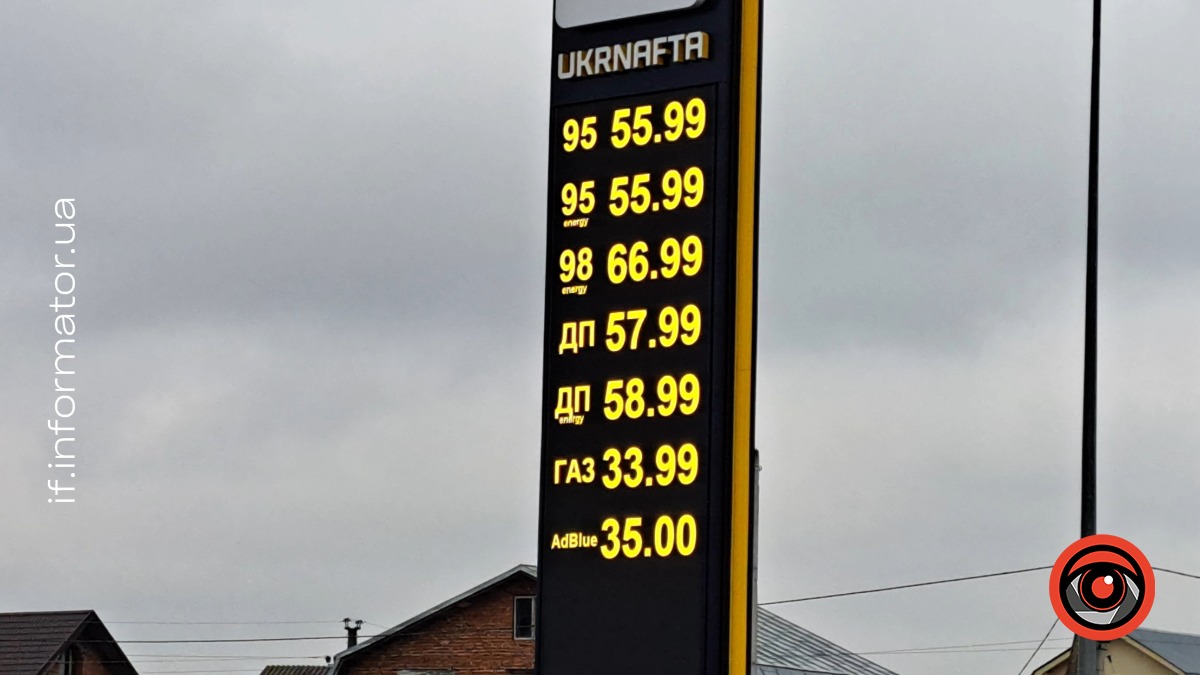 UKRNAFTA
95 55.99
95 energy 55.99
98 energy 66.99
ДП 57.99
ДП energy 58.99
ГАЗ 33.99
AdBlue 35.00
if.informator.ua